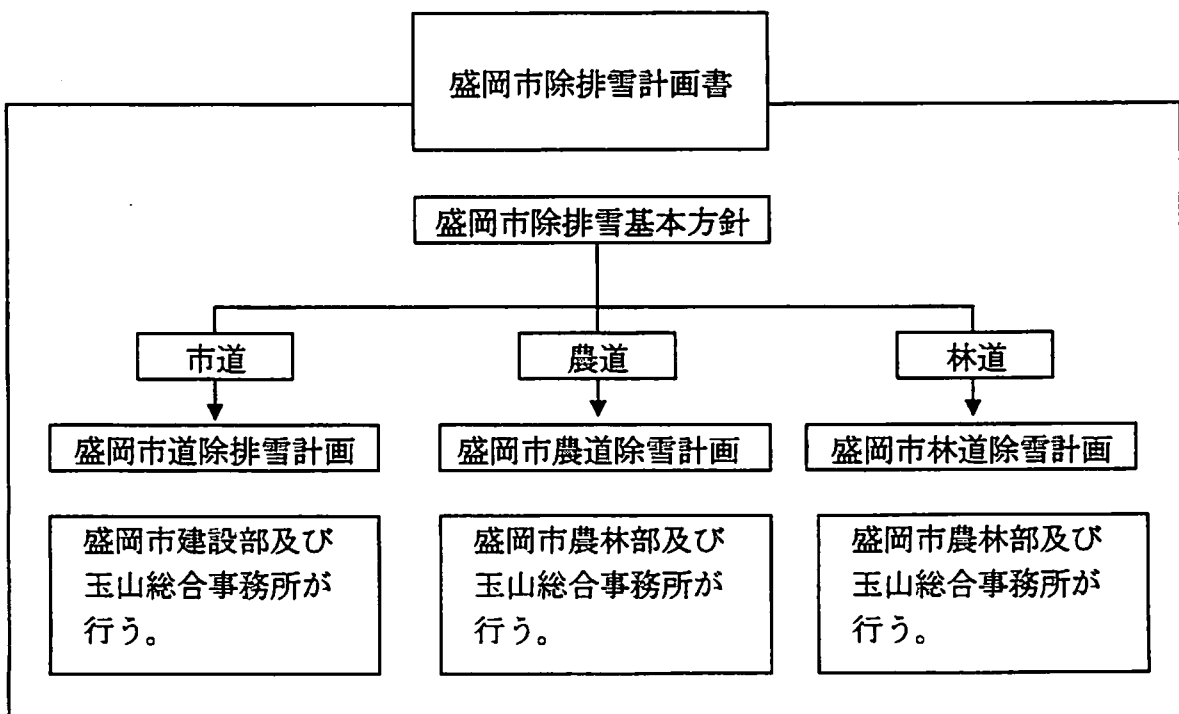 盛岡市除排雪計画書
盛岡市除排雪基本方針
市道
農道
林道
盛岡市道除排雪計画
盛岡市農道除雪計画
盛岡市林道除雪計画
盛岡市建設部及び
玉山総合事務所が
行う。
盛岡市農林部及び
玉山総合事務所が
行う。
盛岡市農林部及び
玉山総合事務所が
行う。